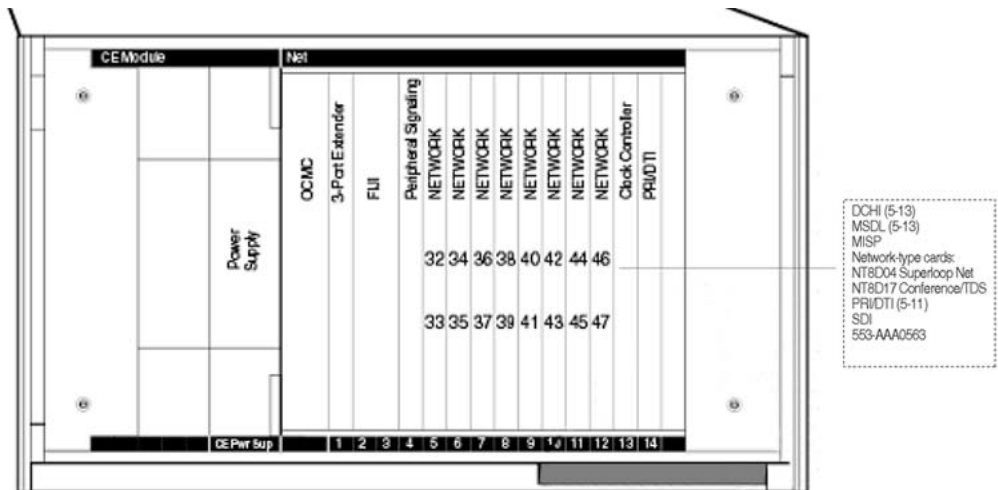 CE Module
Net
OCMC
3-Port Extender
FIJI
Peripheral Signaling
NETWORK
NETWORK
NETWORK
NETWORK
NETWORK
NETWORK
NETWORK
NETWORK
Clock Controller
PRI/DTI
Power
Supply
32 34 36 38 40 42 44 46
33 35 37 39 41 43 45 47
DCHI (5-13)
MSDL (5-13)
MISP
Network-type cards:
NT8D04 Superloop Net
NT8D17 Conference/TDS
PRI/DTI (5-11)
SDI
553-AAA0563
CE Pwr Sup 1 2 3 4 5 6 7 8 9 10 11 12 13 14